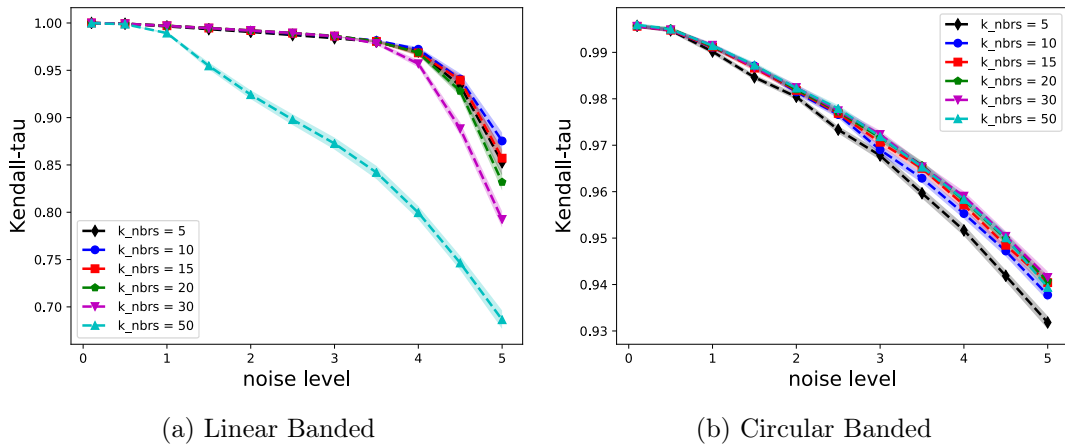 Kendall-tau
1.00
0.95
0.90
0.85
0.80
0.75
0.70
k_nbrs = 5
k_nbrs = 10
k_nbrs = 15
k_nbrs = 20
k_nbrs = 30
k_nbrs = 50
0 1 2 3 4 5
noise level
(a) Linear Banded
Kendall-tau
0.99
0.98
0.97
0.96
0.95
0.94
0.93
k_nbrs = 5
k_nbrs = 10
k_nbrs = 15
k_nbrs = 20
k_nbrs = 30
k_nbrs = 50
0 1 2 3 4 5
noise level
(b) Circular Banded